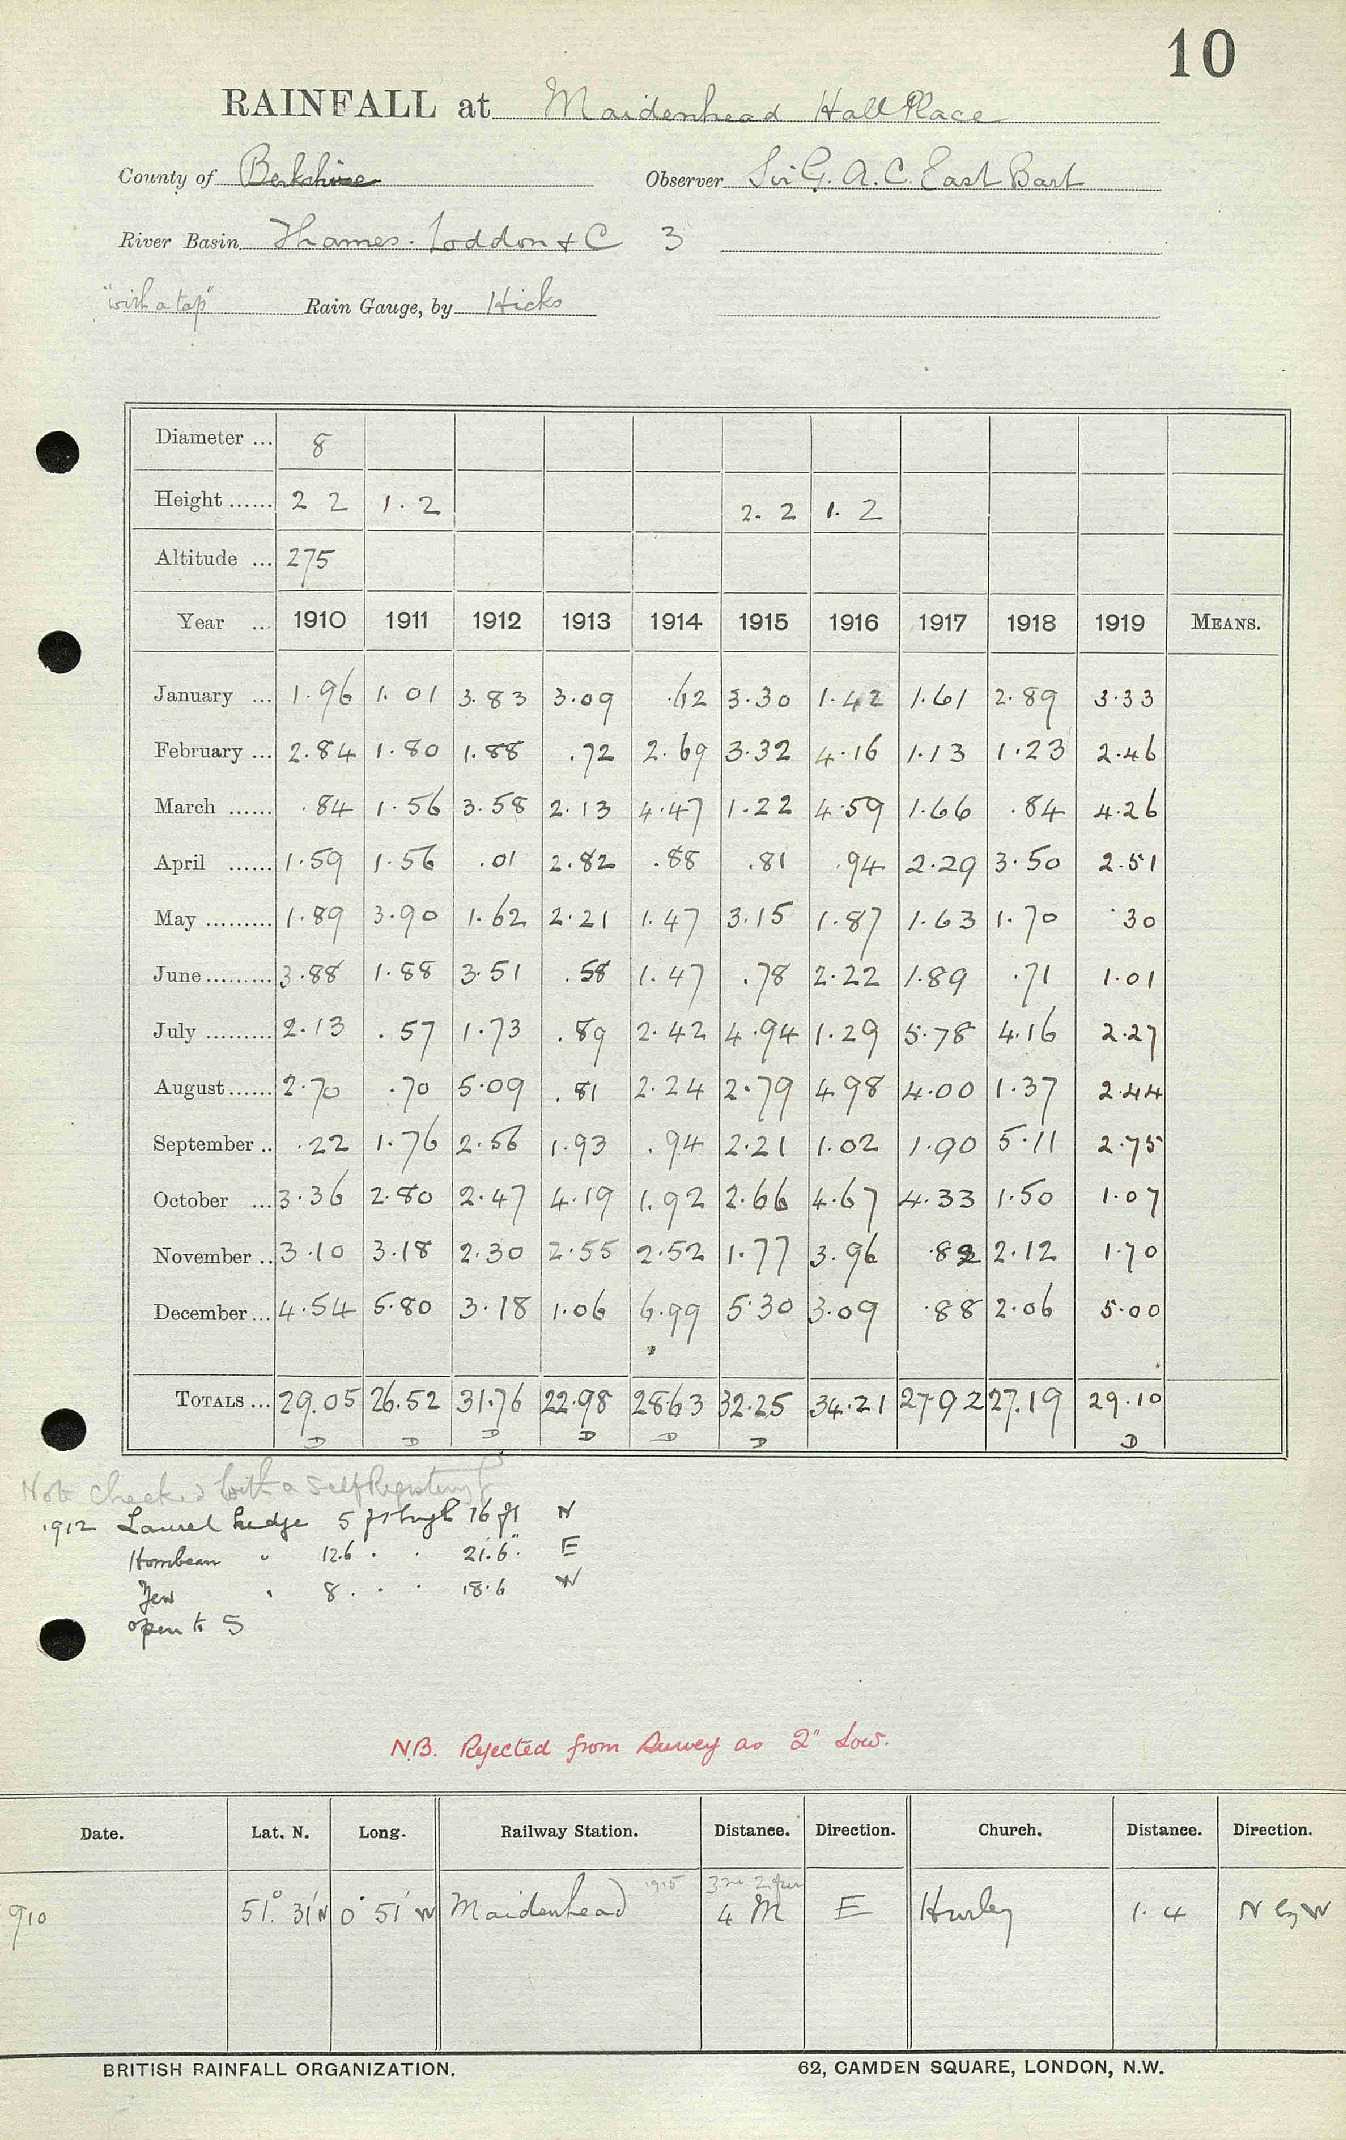 10
RAINFALL at Maidenhead Hall Place
County of Berkshire Observer Sir G. A. C. East Bart
River Basin Thames. Loddon & C 3
"with a tap" Rain Gauge, by Hicks
Diameter ... 8
Height ...... 2 2 1.2 2.2 1.2
Altitude ... 275
Year ... 1910 1911 1912 1913 1914 1915 1916 1917 1918 1919 MEANS.
January ... 1.96 1.01 3.83 3.09 .62 3.30 1.42 1.61 2.89 3.33
February ... 2.84 1.80 1.88 .72 2.69 3.32 4.16 1.13 1.23 2.46
March ...... .84 1.56 3.58 2.13 4.47 1.22 4.59 1.66 .84 4.26
April ...... 1.59 1.56 .01 2.82 .88 .81 .94 2.29 3.50 2.51
May ......... 1.89 3.90 1.62 2.21 1.47 3.15 1.87 1.63 1.70 .30
June ......... 3.88 1.88 3.51 .58 1.47 .78 2.22 1.89 .71 1.01
July ......... 2.13 .57 1.73 .89 2.42 4.94 1.29 5.78 4.16 2.27
August ...... 2.70 .70 5.09 .81 2.24 2.79 4.98 4.00 1.37 2.44
September .. .22 1.76 2.56 1.93 .94 2.21 1.02 1.90 5.11 2.75
October ... 3.36 2.80 2.47 4.19 1.92 2.66 4.67 4.33 1.50 1.07
November .. 3.10 3.18 2.30 2.55 2.52 1.77 3.96 .82 2.12 1.70
December ... 4.54 5.80 3.18 1.06 6.99 5.30 3.09 .88 2.06 5.00
TOTALS ... 29.05 26.52 31.76 22.98 28.63 32.25 34.21 27.92 27.19 29.10
D D D D D D D
Note checked with a Self Registering
1912 Laurel hedge 5 ft high 16 ft N
Hornbeam " 12.6 . . 21.6". E
Yew " 8 . . . 18.6 W
open to S
N.B. Rejected from Survey as 2" Low.
Date. Lat. N. Long. Railway Station. Distance. Direction. Church. Distance. Direction.
1915 3m 2fur
910 51° 31' N 0° 51' W Maidenhead 4 M E Hurley 1.4 N by W
BRITISH RAINFALL ORGANIZATION. 62, CAMDEN SQUARE, LONDON, N.W.